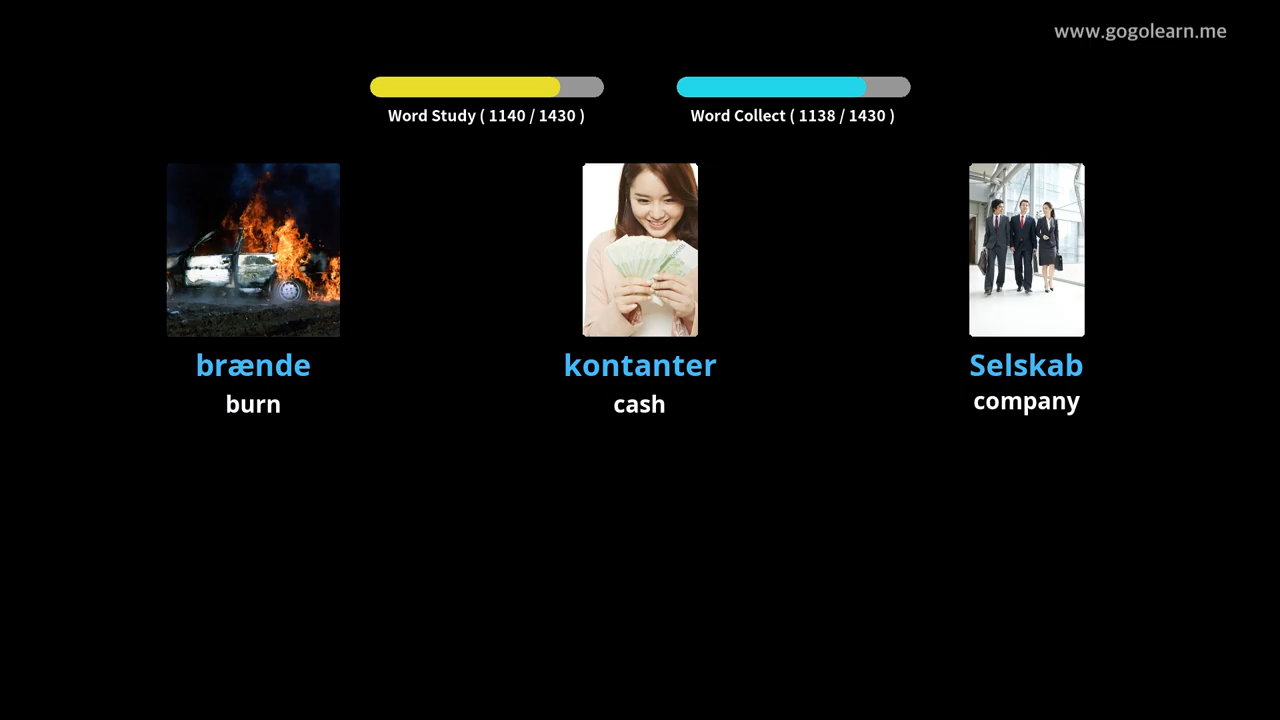 www.gogolearn.me
Word Study ( 1140 / 1430 )
Word Collect ( 1138 / 1430 )
brænde
burn
kontanter
cash
Selskab
company